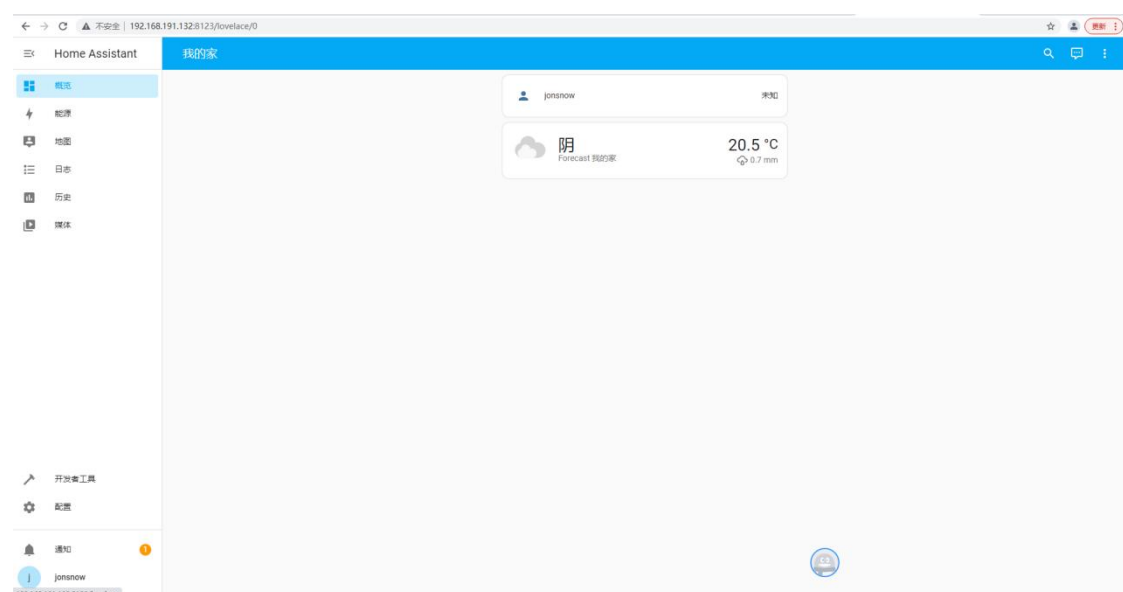 不安全 | 192.168.191.132:8123/lovelace/0
更新
Home Assistant
我的家
概览
jonsnow
未知
能源
地图
阴
20.5 °C
Forecast 我的家
0.7 mm
日志
历史
媒体
开发者工具
配置
通知
1
j
jonsnow